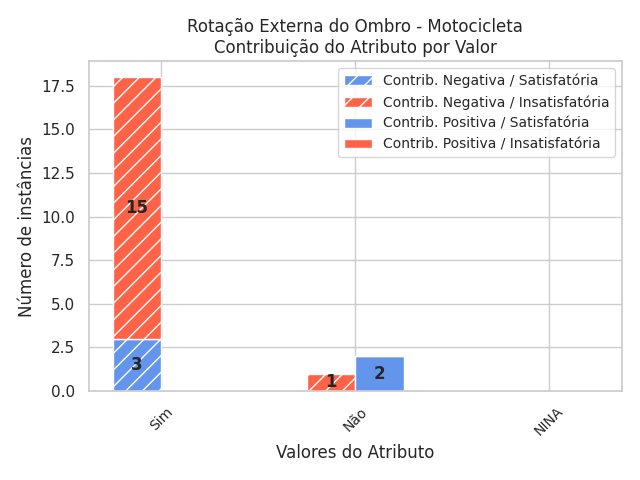 Rotação Externa do Ombro - Motocicleta
Contribuição do Atributo por Valor
Contrib. Negativa / Satisfatória
Contrib. Negativa / Insatisfatória
Contrib. Positiva / Satisfatória
Contrib. Positiva / Insatisfatória
Número de instâncias
17.5
15.0
12.5
10.0
7.5
5.0
2.5
0.0
15
3
1
2
Sim
Não
NINA
Valores do Atributo